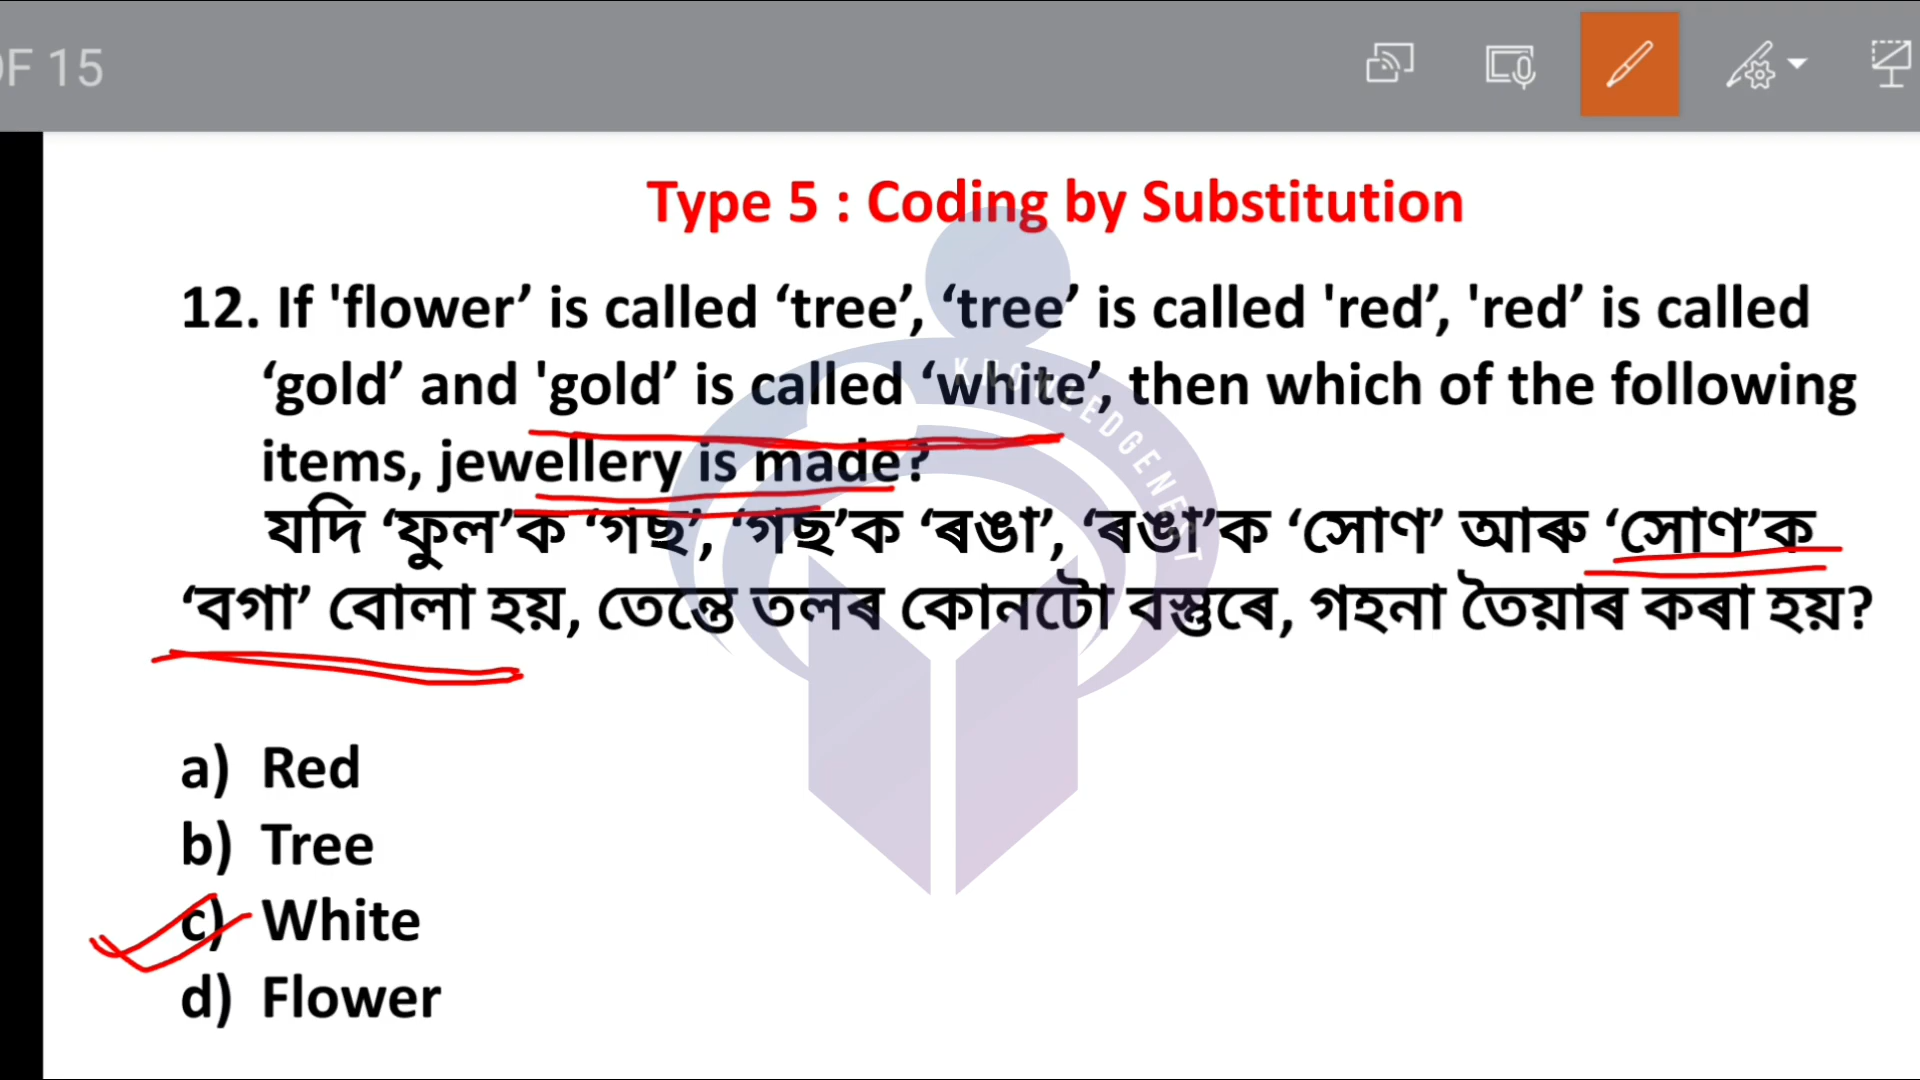 OF 15
Type 5 : Coding by Substitution
12. If 'flower’ is called ‘tree’, ‘tree’ is called 'red’, 'red’ is called
‘gold’ and 'gold’ is called ‘white’, then which of the following
items, jewellery is made?
যদি ‘ফুল’ক ‘গছ’, ‘গছ’ক ‘ৰঙা’, ‘ৰঙা’ক ‘সোণ’ আৰু ‘সোণ’ক
‘বগা’ বোলা হয়, তেন্তে তলৰ কোনটো বস্তুৰে, গহনা তৈয়াৰ কৰা হয়?
a) Red
b) Tree
c) White
d) Flower
KNOWLEDGENEST